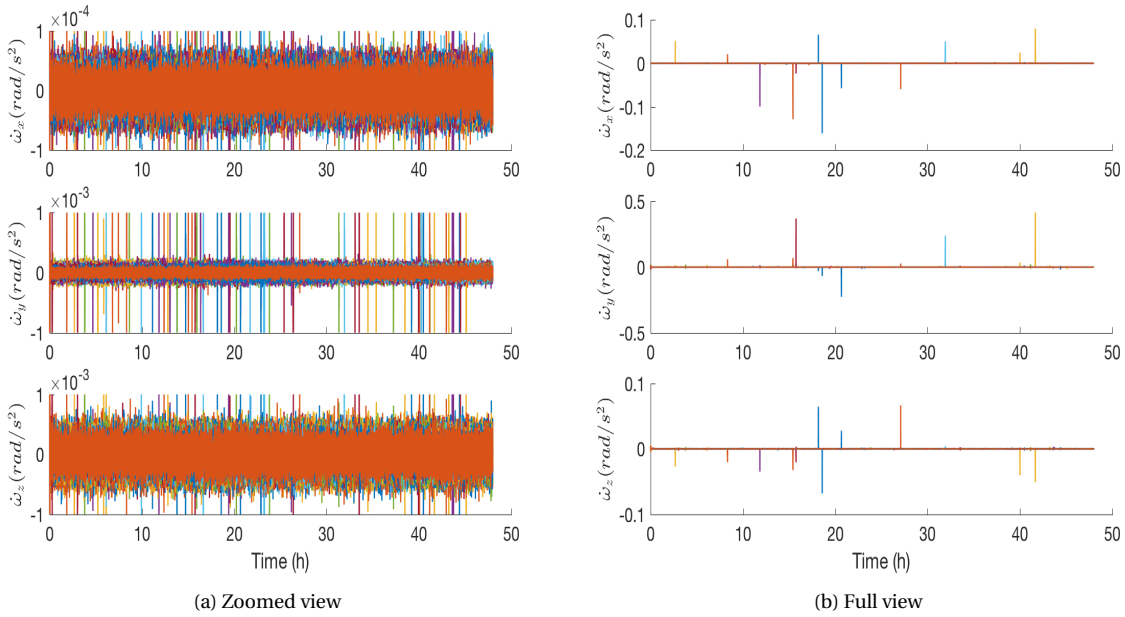 ×10⁻⁴
1
0
-1
ω̇ₓ(rad/s²)
0 10 20 30 40 50
×10⁻³
1
0
-1
ω̇ᵧ(rad/s²)
0 10 20 30 40 50
×10⁻³
1
0
-1
ω̇_z(rad/s²)
0 10 20 30 40 50
Time (h)
(a) Zoomed view
0.1
0
-0.1
-0.2
ω̇ₓ(rad/s²)
0 10 20 30 40 50
0.5
0
-0.5
ω̇ᵧ(rad/s²)
0 10 20 30 40 50
0.1
0
-0.1
ω̇_z(rad/s²)
0 10 20 30 40 50
Time (h)
(b) Full view